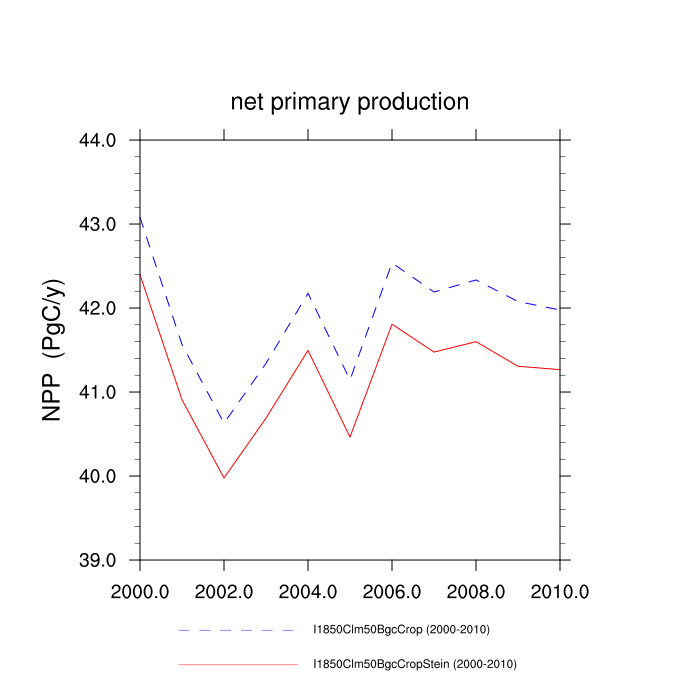 net primary production
44.0
43.0
42.0
41.0
40.0
39.0
NPP (PgC/y)
2000.0 2002.0 2004.0 2006.0 2008.0 2010.0
I1850Clm50BgcCrop (2000-2010)
I1850Clm50BgcCropStein (2000-2010)